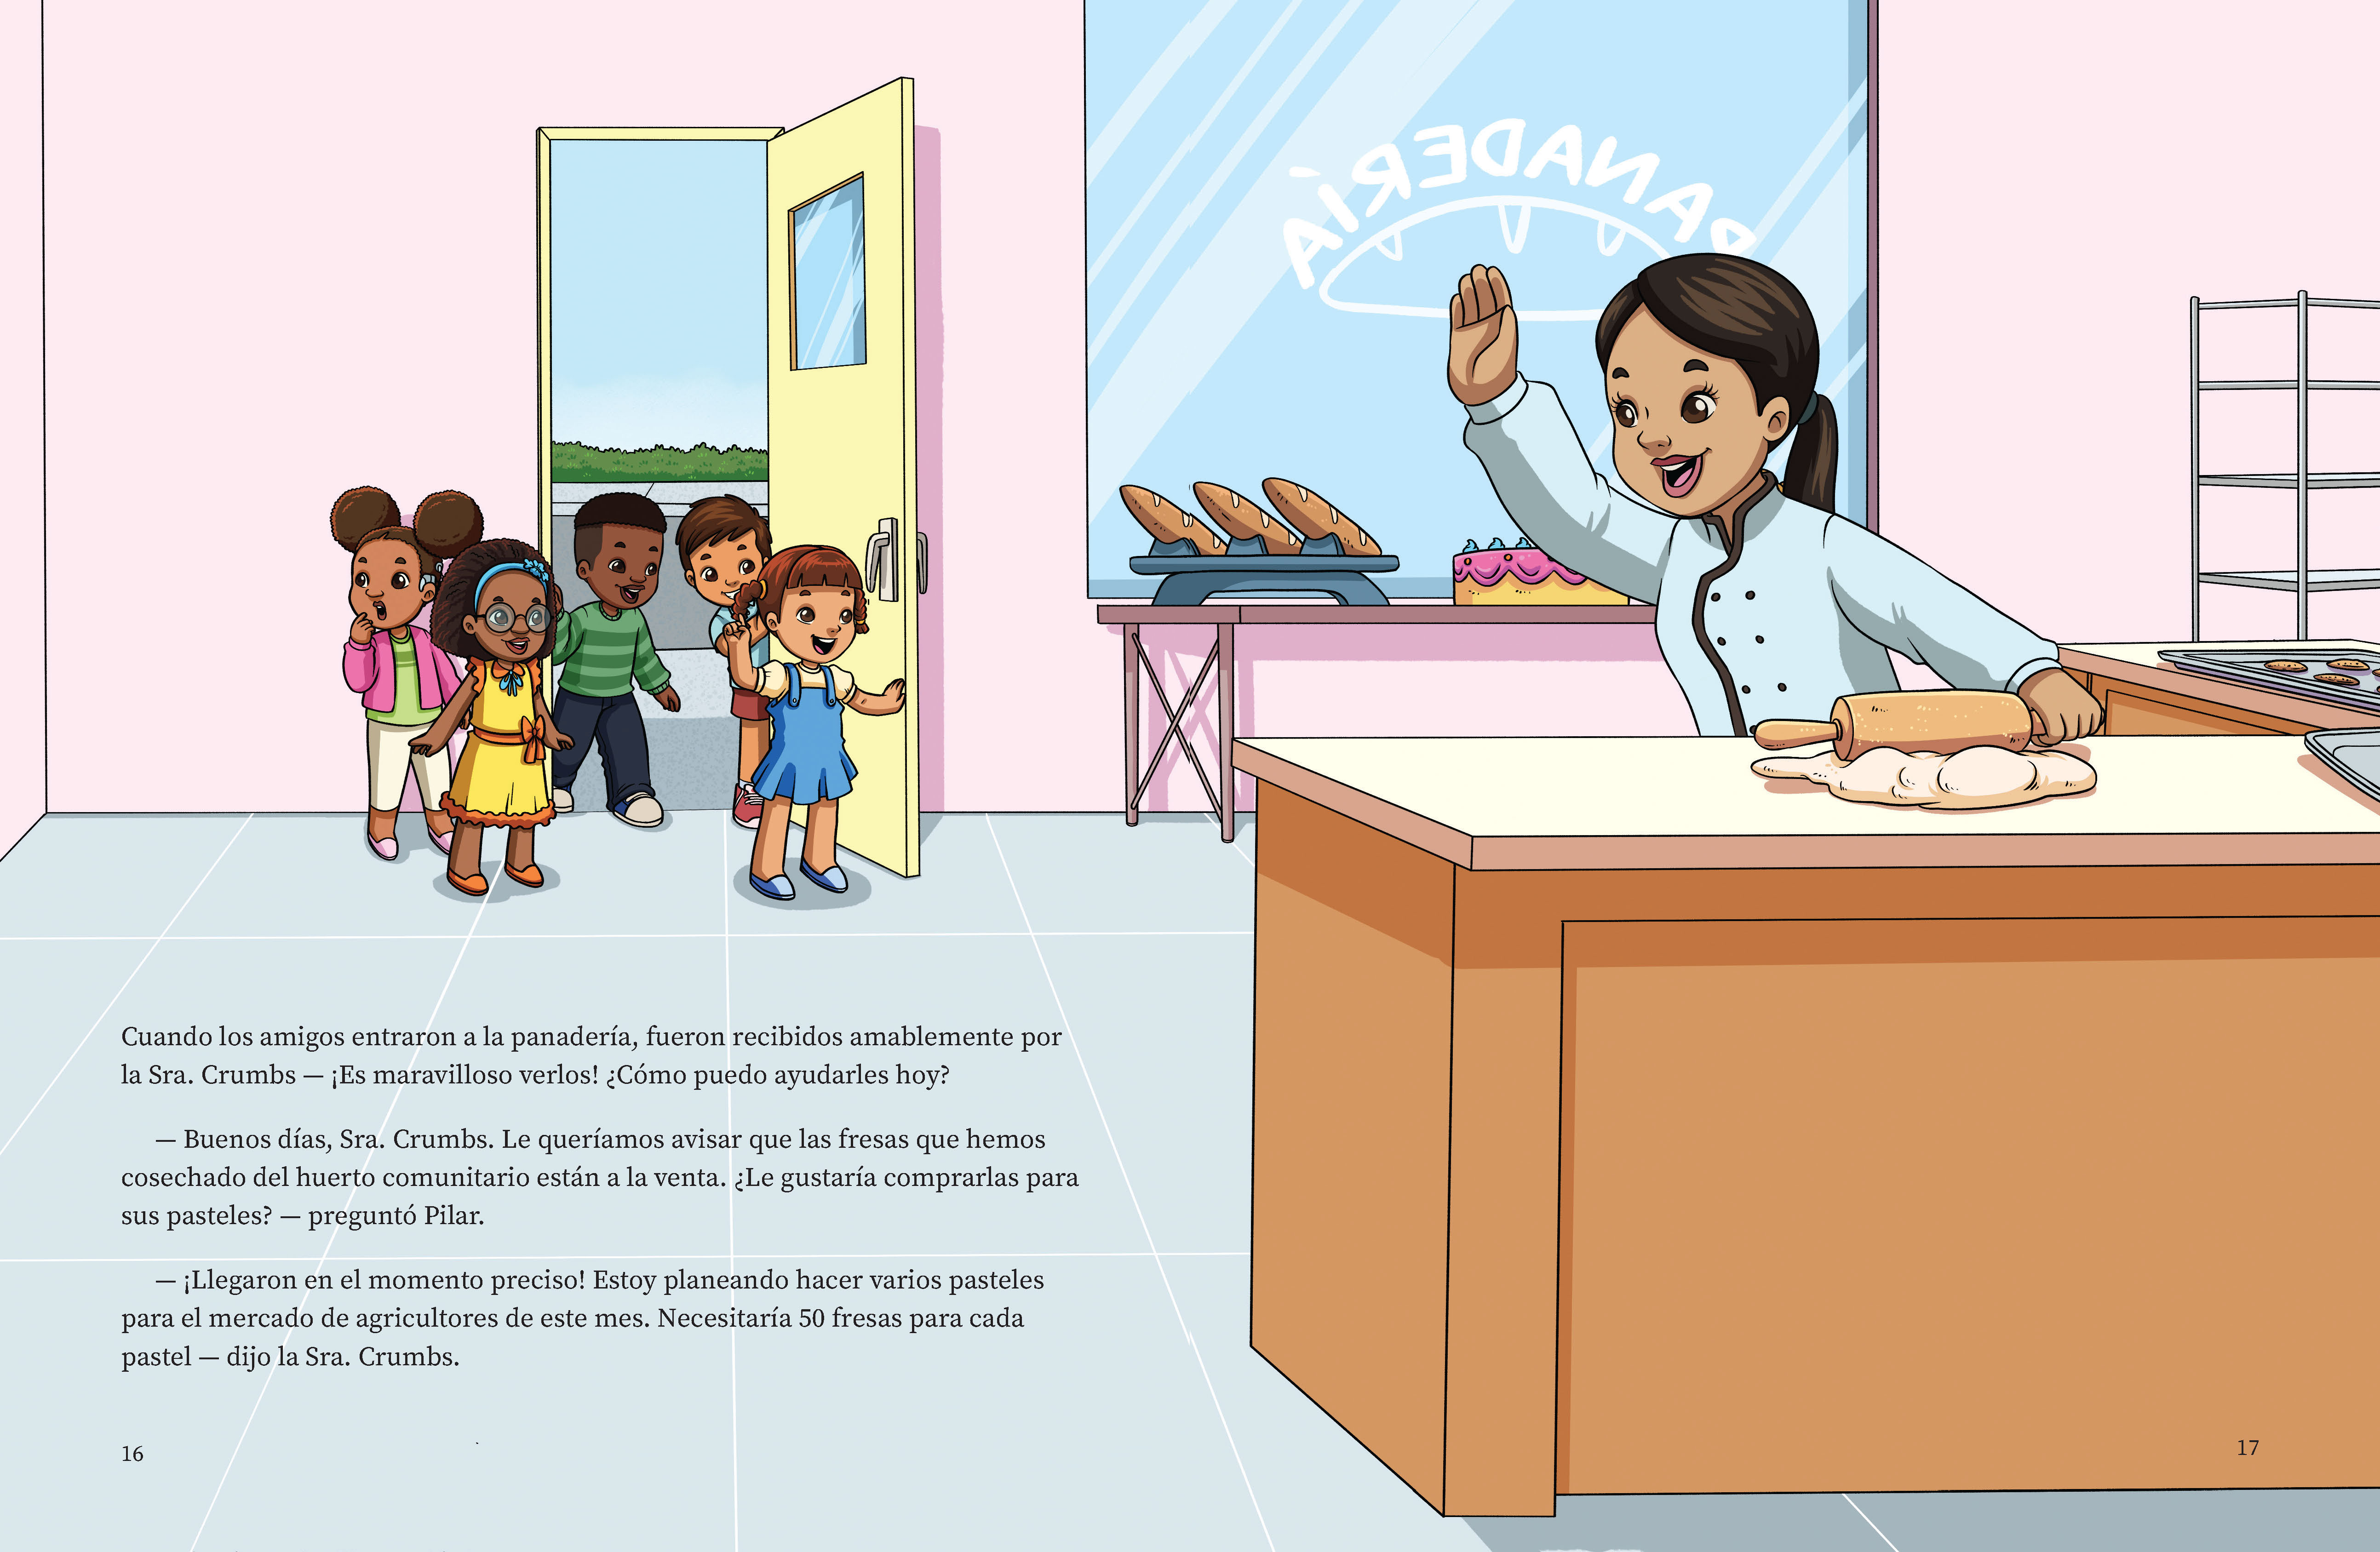 PANADERÍA
Cuando los amigos entraron a la panadería, fueron recibidos amablemente por
la Sra. Crumbs — ¡Es maravilloso verlos! ¿Cómo puedo ayudarles hoy?
— Buenos días, Sra. Crumbs. Le queríamos avisar que las fresas que hemos
cosechado del huerto comunitario están a la venta. ¿Le gustaría comprarlas para
sus pasteles? — preguntó Pilar.
— ¡Llegaron en el momento preciso! Estoy planeando hacer varios pasteles
para el mercado de agricultores de este mes. Necesitaría 50 fresas para cada
pastel — dijo la Sra. Crumbs.
16
17